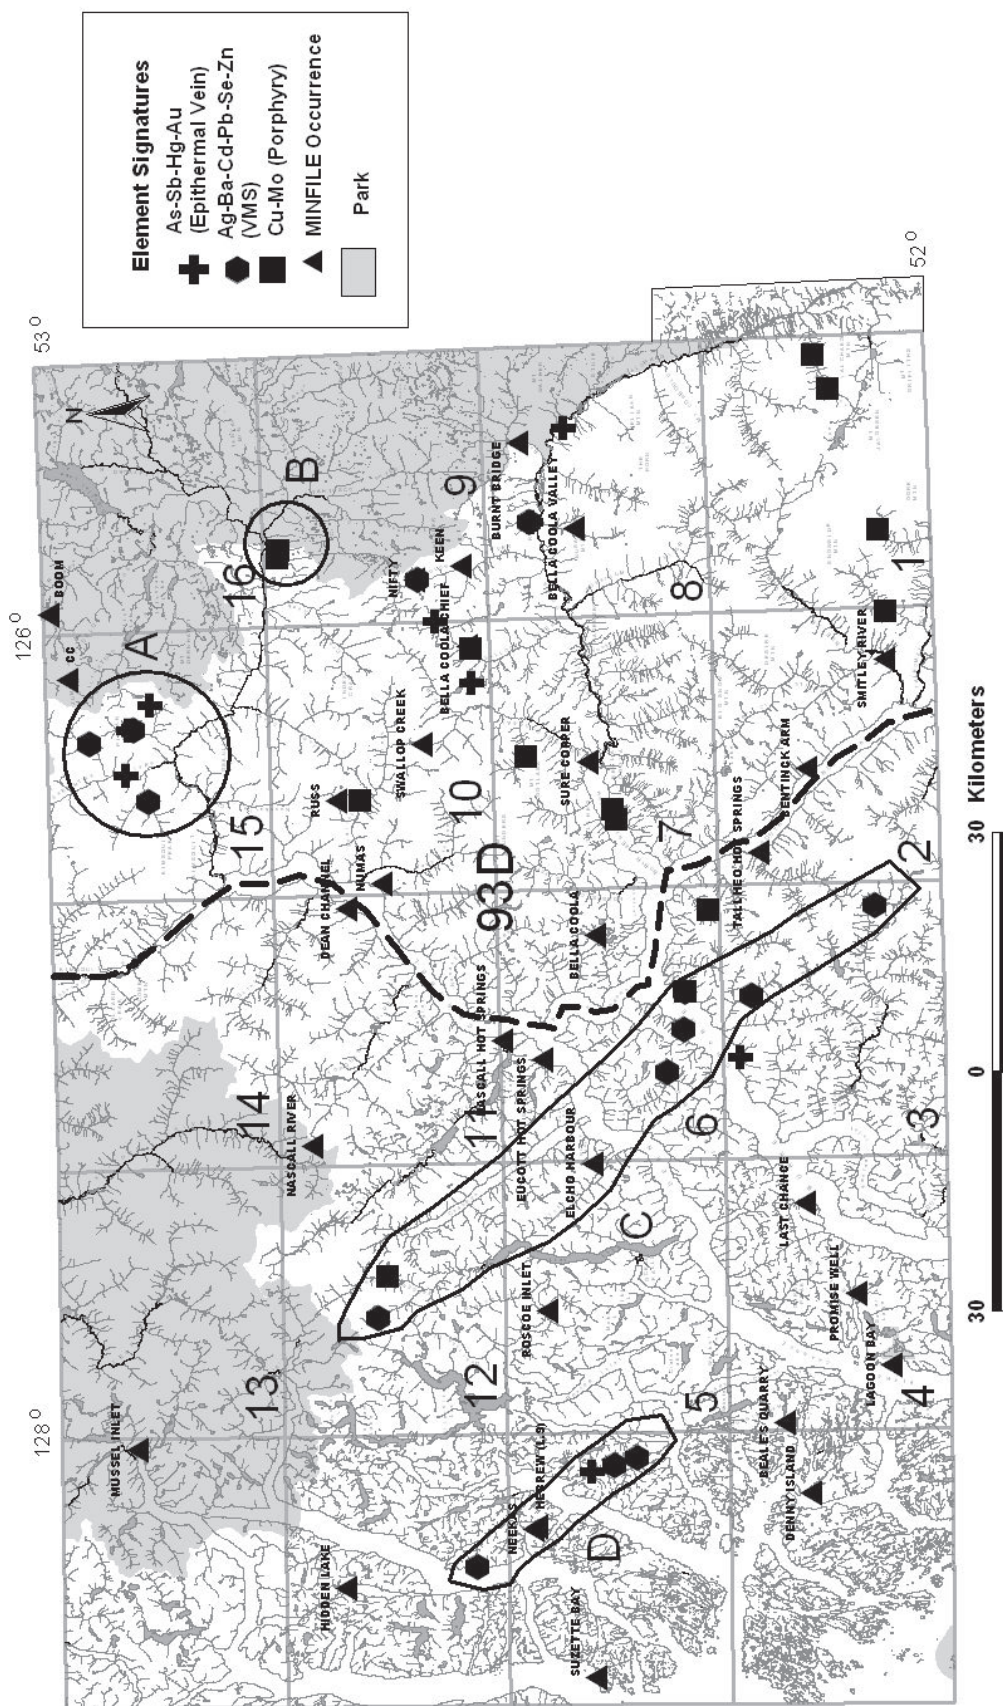 Element Signatures
As-Sb-Hg-Au
(Epithermal Vein)
Ag-Ba-Cd-Pb-Se-Zn
(VMS)
Cu-Mo (Porphyry)
MINFILE Occurrence
Park
128 O
126 O
53 O
N
MUSSEL INLET
CC
BOOM
A
13
14
15
16
B
HIDDEN LAKE
NASCALL RIVER
DEAN CHANNEL
NUMAS
RUSS
SWALLOP CREEK
NIFTY
KEEN
BELLA COOLA CHIEF
12
11
10
9
93D
NASCALL HOT SPRINGS
NEEKAS
HEBREW (L.9)
ROSCOE INLET
EUCOTT HOT SPRINGS
BURNT BRIDGE
SUZETTE BAY
D
ELCHO HARBOUR
C
BELLA COOLA
SURE COPPER
BELLA COOLA VALLEY
5
6
7
8
BEALE'S QUARRY
DENNY ISLAND
LAST CHANCE
TALLHEO HOT SPRINGS
BENTINCK ARM
PROMISE WELL
LAGOON BAY
SMITLEY RIVER
4
3
2
1
52 O
30
0
30
Kilometers